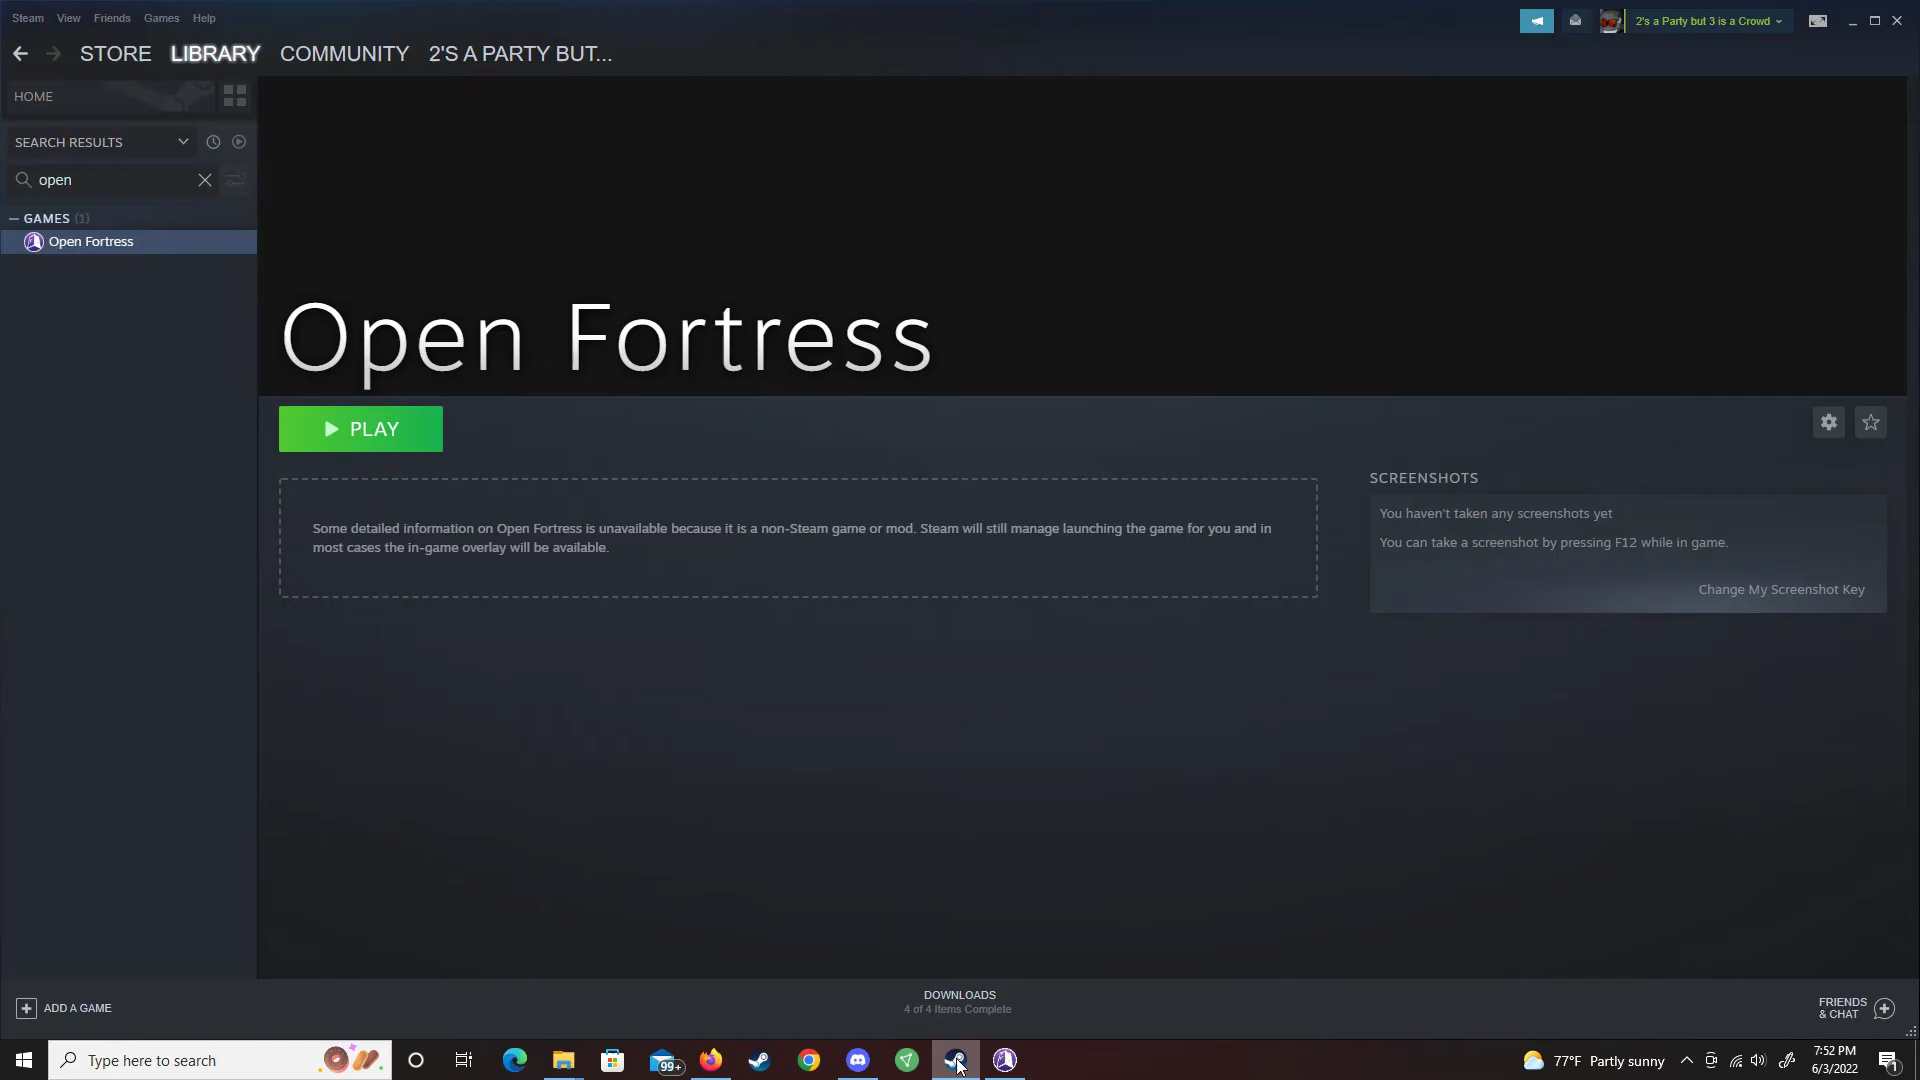 Steam View Friends Games Help
2's a Party but 3 is a Crowd
STORE LIBRARY COMMUNITY 2'S A PARTY BUT...
HOME
SEARCH RESULTS
open
GAMES (1)
Open Fortress
Open Fortress
PLAY
Some detailed information on Open Fortress is unavailable because it is a non-Steam game or mod. Steam will still manage launching the game for you and in
most cases the in-game overlay will be available.
SCREENSHOTS
You haven't taken any screenshots yet
You can take a screenshot by pressing F12 while in game.
Change My Screenshot Key
ADD A GAME
DOWNLOADS
4 of 4 Items Complete
FRIENDS
& CHAT
Type here to search
99+
77°F Partly sunny
7:52 PM
6/3/2022
1